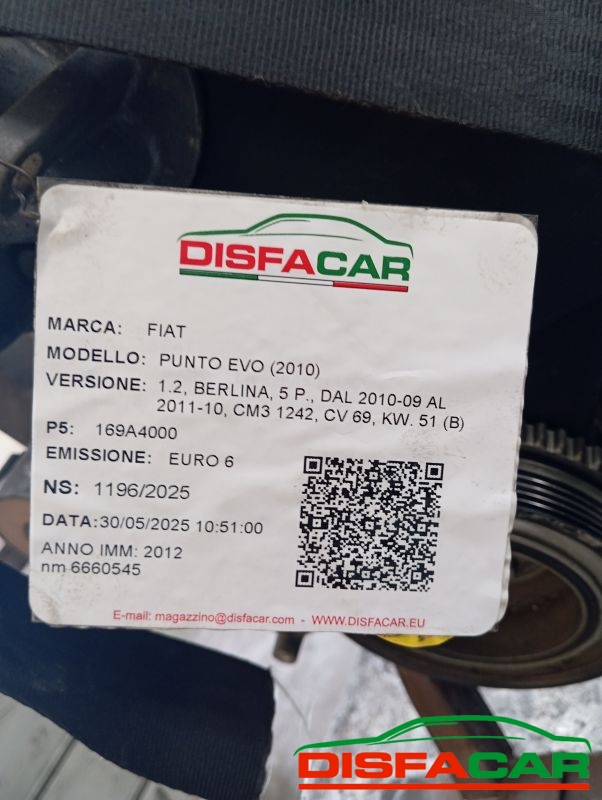 DISFACAR
MARCA: FIAT
MODELLO: PUNTO EVO (2010)
VERSIONE: 1.2, BERLINA, 5 P., DAL 2010-09 AL
2011-10, CM3 1242, CV 69, KW. 51 (B)
P5: 169A4000
EMISSIONE: EURO 6
NS: 1196/2025
DATA:30/05/2025 10:51:00
ANNO IMM: 2012
nm 6660545
E-mail: magazzino@disfacar.com - WWW.DISFACAR.EU
DISFACAR